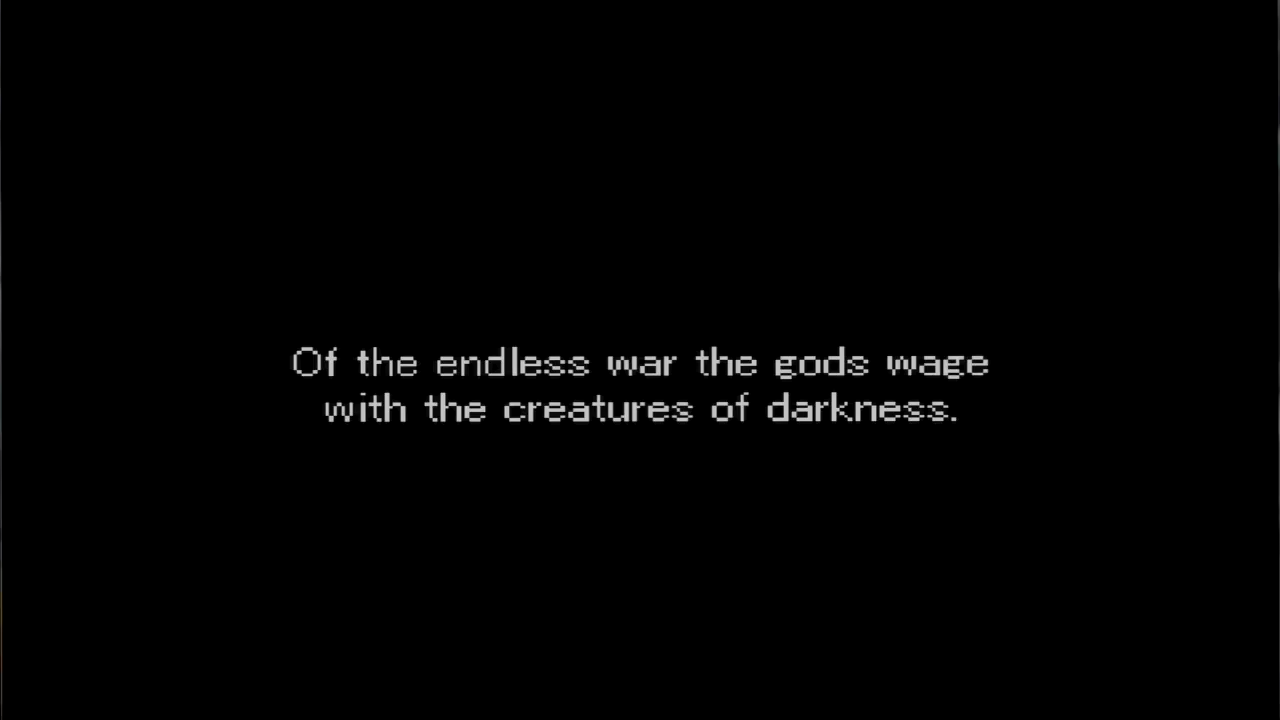 Of the endless war the gods wage
with the creatures of darkness.